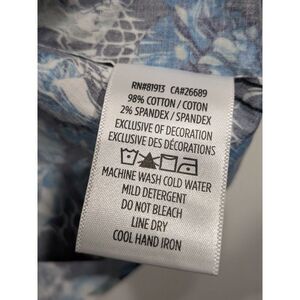 RN#81913 CA#26689
98% COTTON / COTON
2% SPANDEX / SPANDEX
EXCLUSIVE OF DECORATION
EXCLUSIVE DES DÉCORATIONS
MACHINE WASH COLD WATER
MILD DETERGENT
DO NOT BLEACH
LINE DRY
COOL HAND IRON